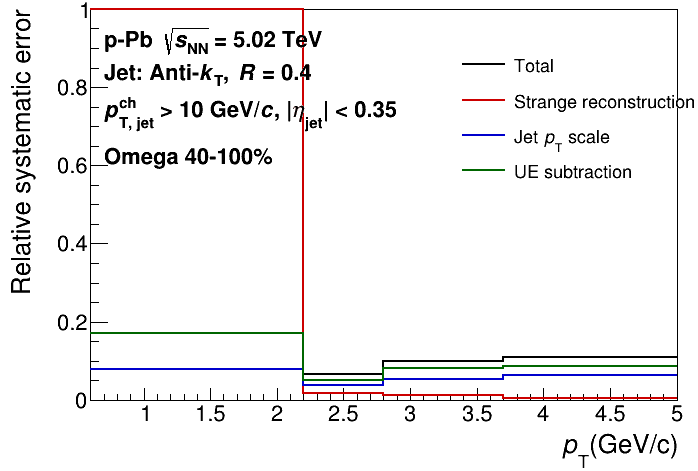 Relative systematic error
1
0.8
0.6
0.4
0.2
0
p-Pb √sNN = 5.02 TeV
Jet: Anti-kT, R = 0.4
pchT, jet > 10 GeV/c, |ηjet| < 0.35
Omega 40-100%
Total
Strange reconstruction
Jet pT scale
UE subtraction
1 1.5 2 2.5 3 3.5 4 4.5 5
pT(GeV/c)